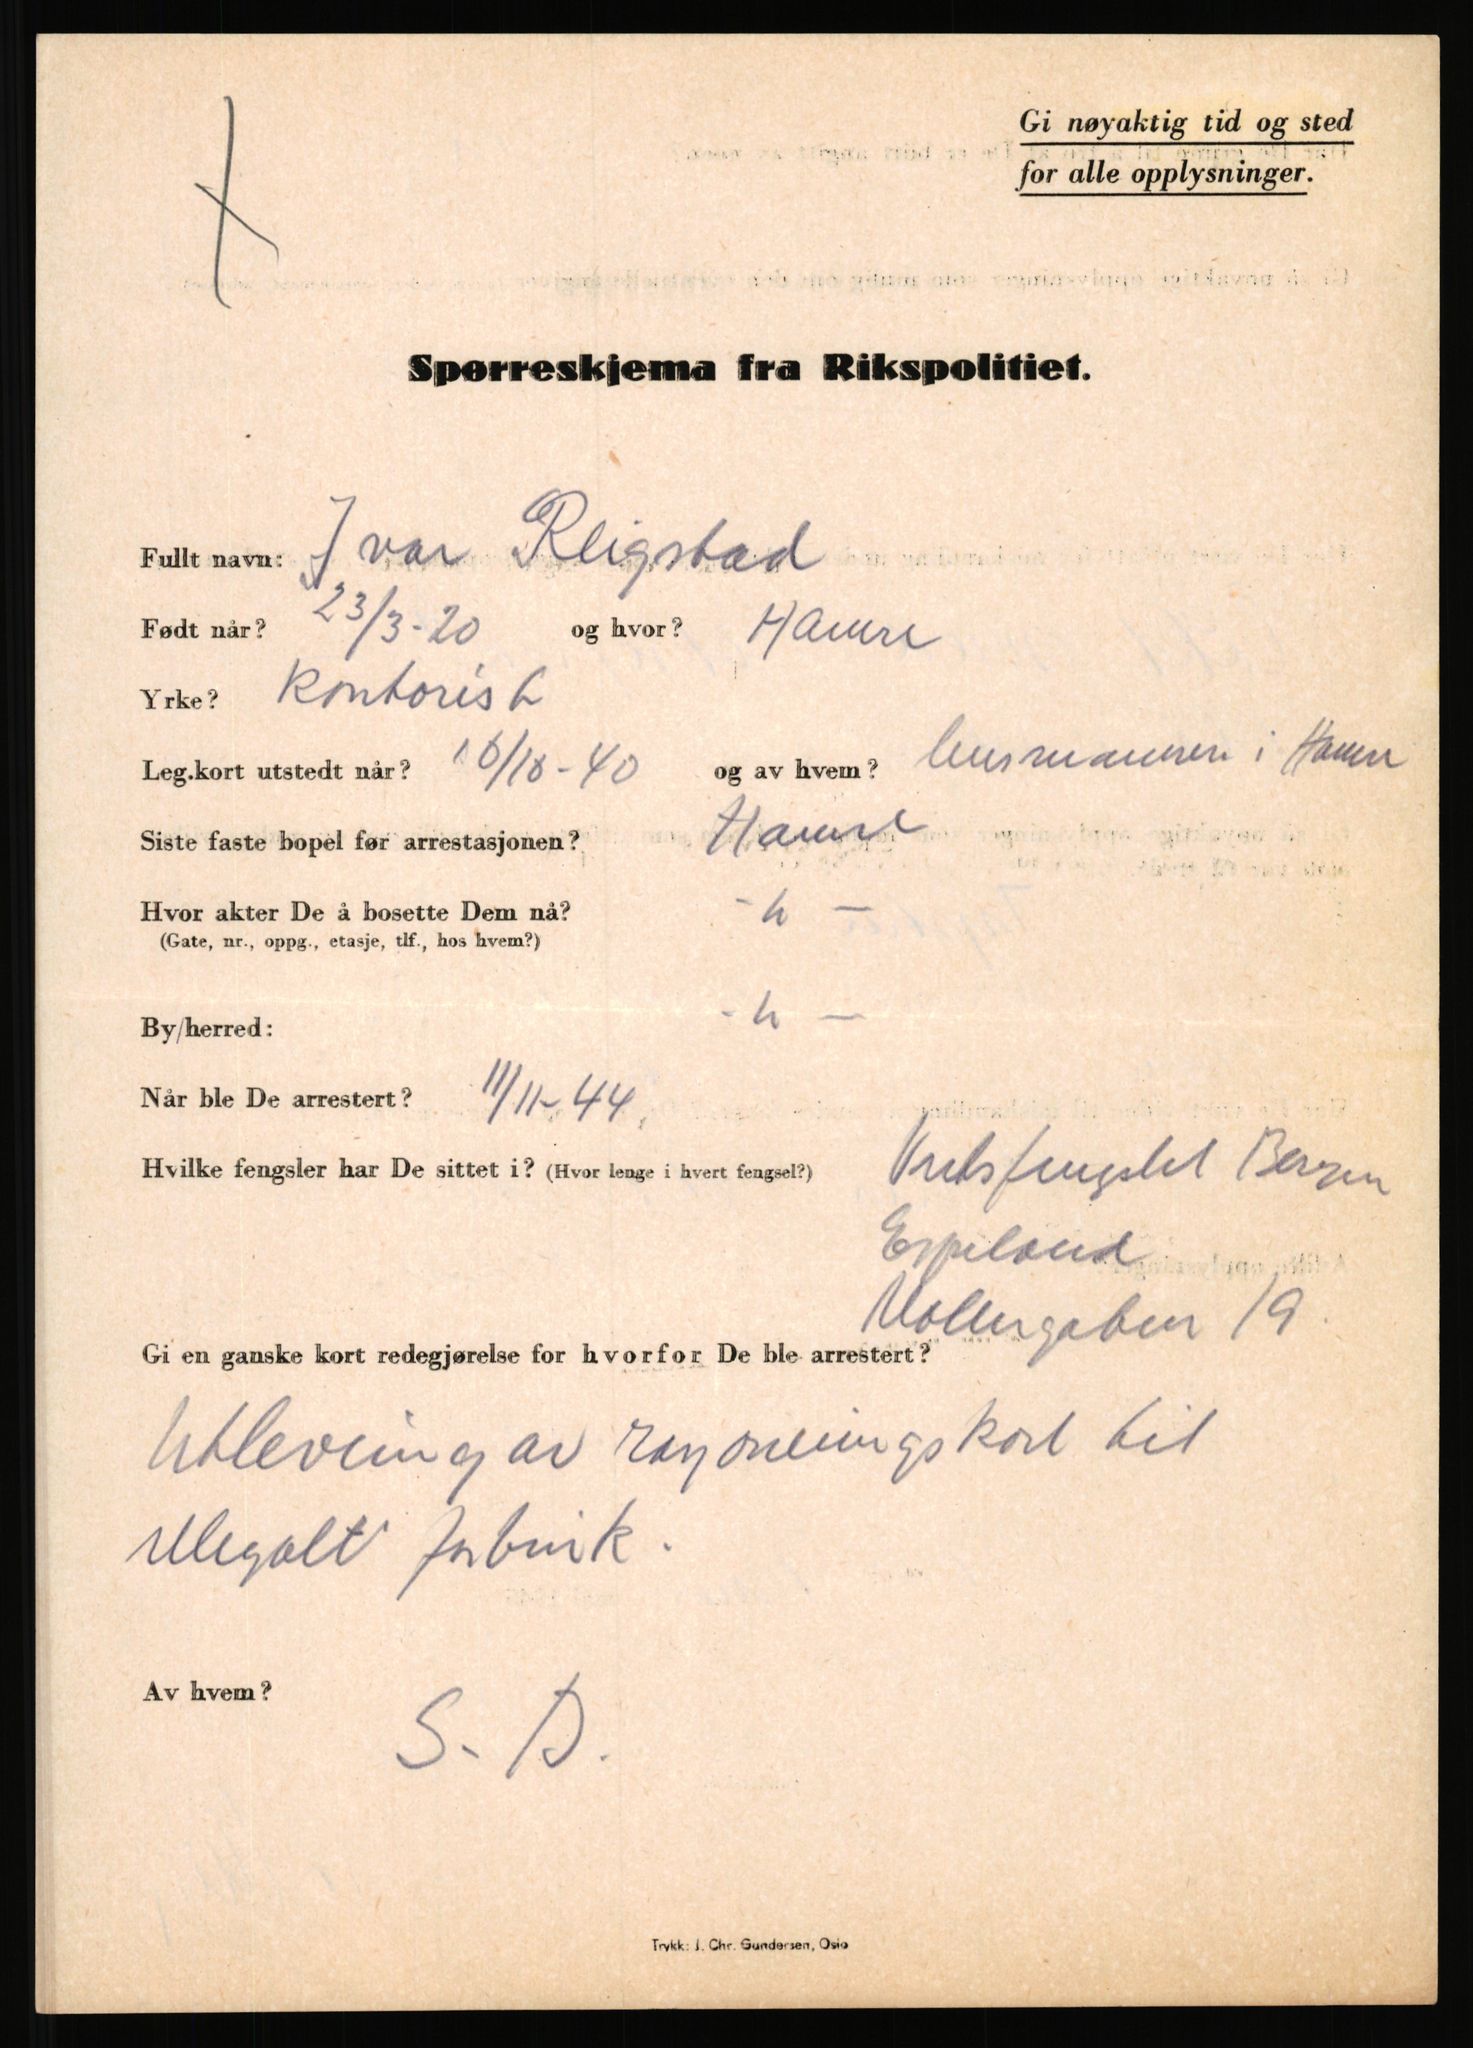 Gi nøyaktig tid og sted
for alle opplysninger.
Spørreskjema fra Rikspolitiet.
Fullt navn: Ivar Rligstad
Født når? 23/3-20 og hvor? Hamre
Yrke? Kontorist
Leg.kort utstedt når? 16/10-40 og av hvem? lensmannen i Hamre
Siste faste bopel før arrestasjonen? Hamre
Hvor akter De å bosette Dem nå? - " -
(Gate, nr., oppg., etasje, tlf., hos hvem?)
By/herred: - " -
Når ble De arrestert? 11/11-44.
Hvilke fengsler har De sittet i? (Hvor lenge i hvert fengsel?) Kretsfengslet Bergen
Espeland
Møllergaten 19.
Gi en ganske kort redegjørelse for hvorfor De ble arrestert?
Utlevering av rasjoneringskort til
illegalt forbruk.
Av hvem? S. D.
Trykk: J. Chr. Gundersen, Oslo